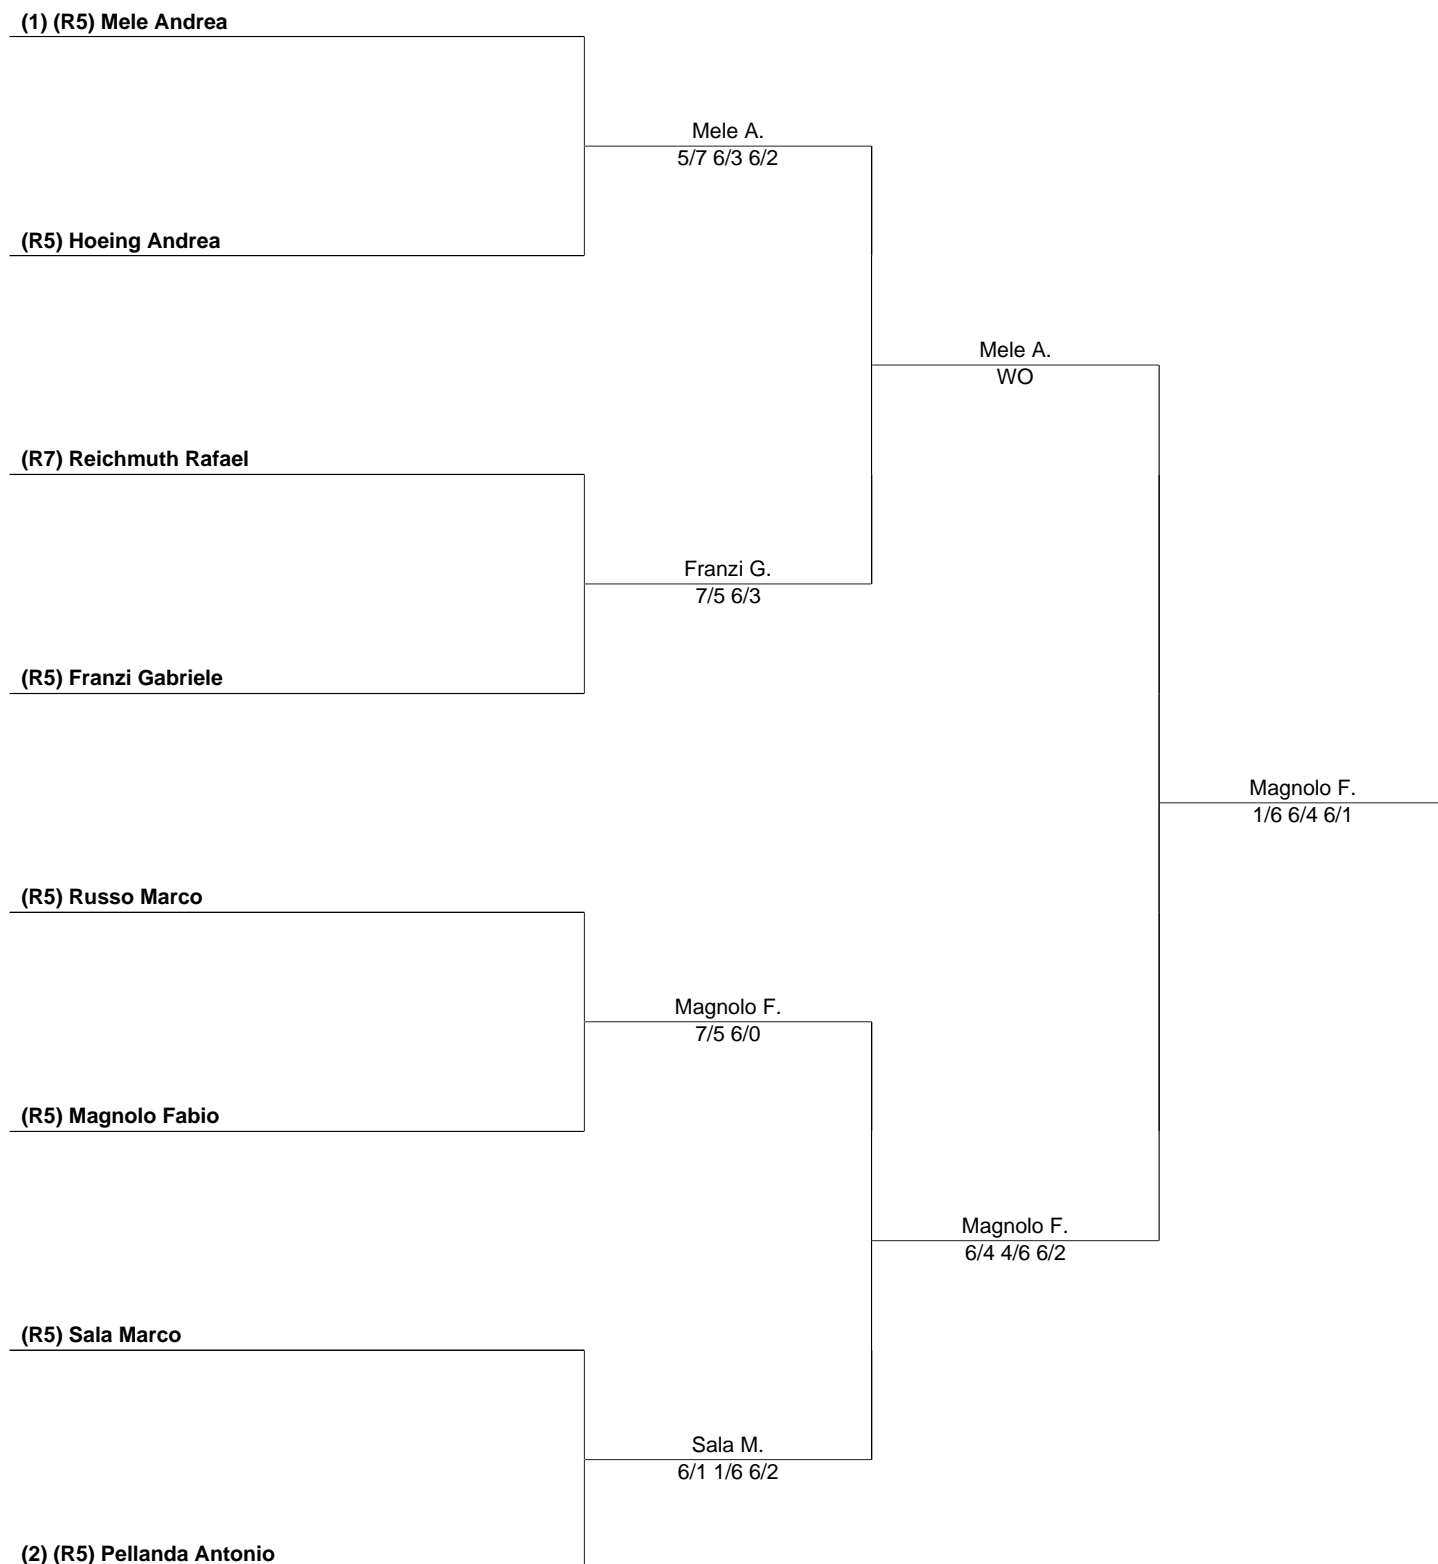 (1) (R5) Mele Andrea
Mele A.
5/7 6/3 6/2
(R5) Hoeing Andrea
Mele A.
WO
(R7) Reichmuth Rafael
Franzi G.
7/5 6/3
(R5) Franzi Gabriele
Magnolo F.
1/6 6/4 6/1
(R5) Russo Marco
Magnolo F.
7/5 6/0
(R5) Magnolo Fabio
Magnolo F.
6/4 4/6 6/2
(R5) Sala Marco
Sala M.
6/1 1/6 6/2
(2) (R5) Pellanda Antonio